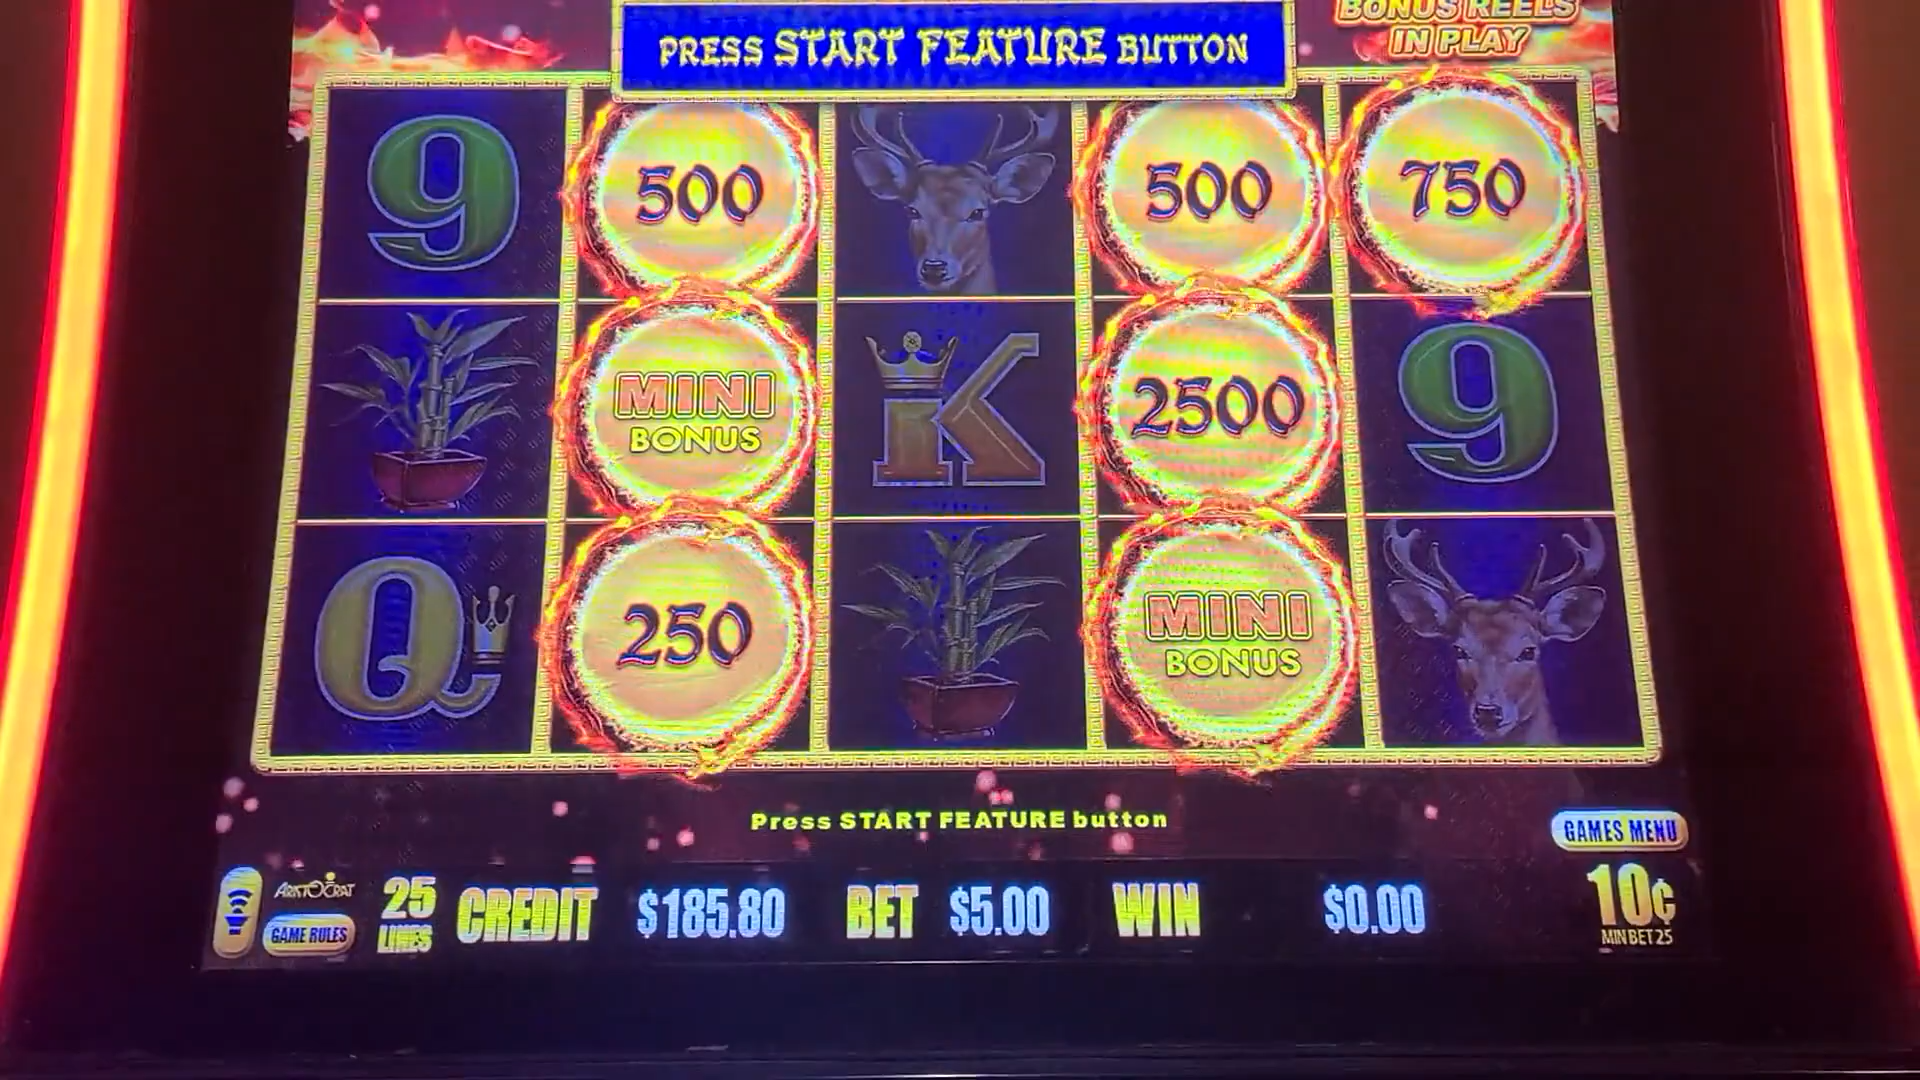 BONUS REELS
IN PLAY
PRESS START FEATURE BUTTON
9 500 500 750
MINI
BONUS
K 2500 9
Q 250 MINI
BONUS
Press START FEATURE button
GAMES MENU
ARISTOCRAT
GAME RULES
25
LINES
CREDIT $185.80 BET $5.00 WIN $0.00
10¢
MIN BET 25